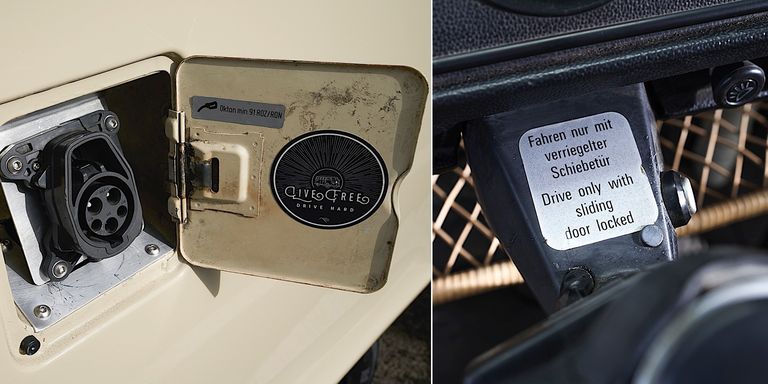 Oktan min. 91 ROZ/RON
LIVE FREE
DRIVE HARD
Fahren nur mit
verriegelter
Schiebetür
Drive only with
sliding
door locked